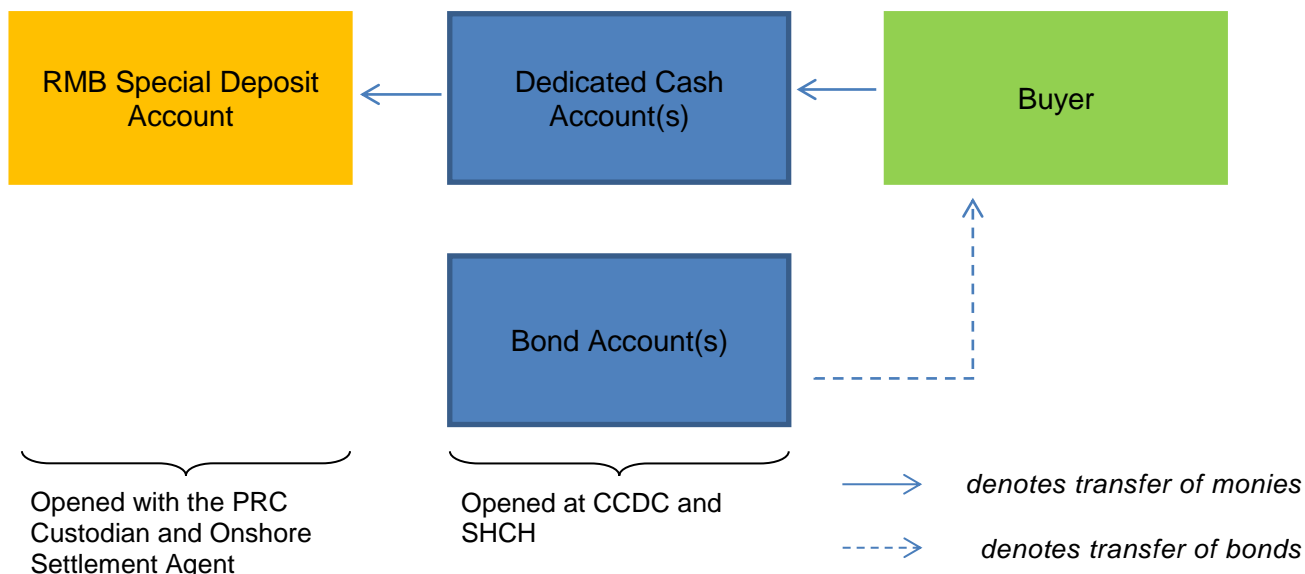 RMB Special Deposit
Account
Dedicated Cash
Account(s)
Buyer
Bond Account(s)
Opened with the PRC
Custodian and Onshore
Settlement Agent
Opened at CCDC and
SHCH
denotes transfer of monies
denotes transfer of bonds